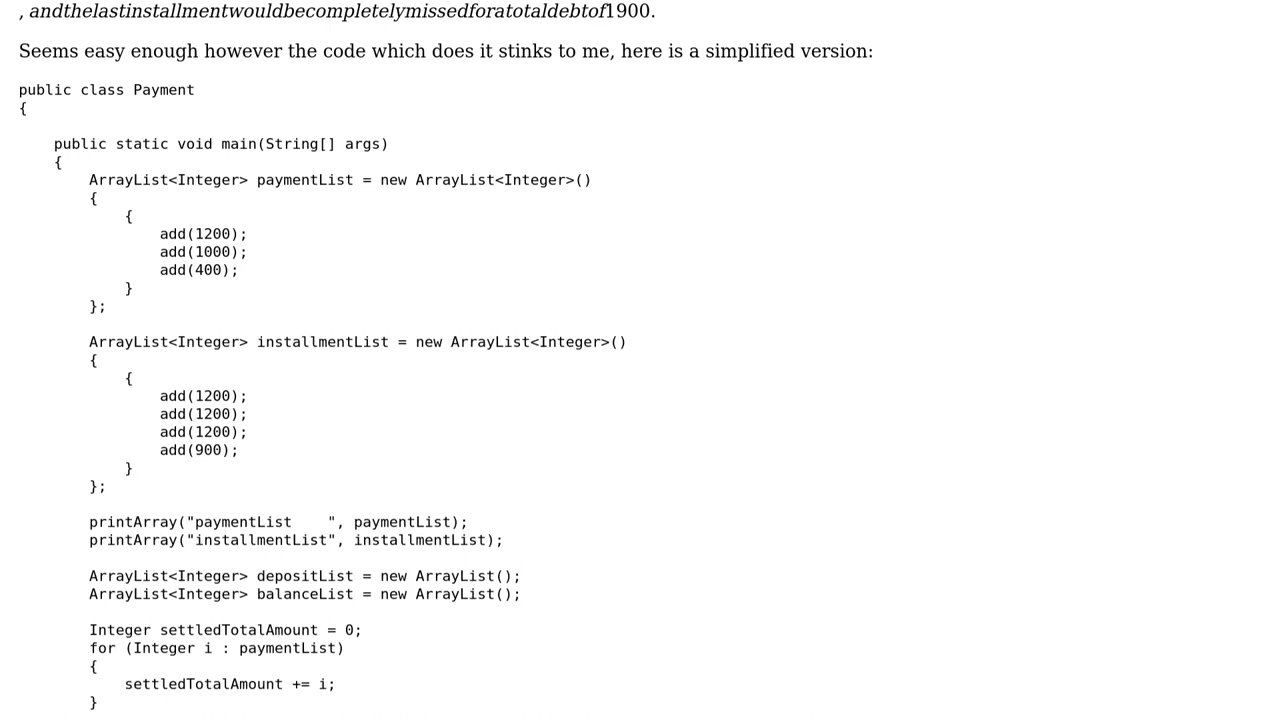 , andthelastinstallmentwouldbecompletelymissedforatotaldebtof1900.
Seems easy enough however the code which does it stinks to me, here is a simplified version:
public class Payment
{
    public static void main(String[] args)
    {
        ArrayList<Integer> paymentList = new ArrayList<Integer>()
        {
            {
                add(1200);
                add(1000);
                add(400);
            }
        };
        ArrayList<Integer> installmentList = new ArrayList<Integer>()
        {
            {
                add(1200);
                add(1200);
                add(1200);
                add(900);
            }
        };
        printArray("paymentList    ", paymentList);
        printArray("installmentList", installmentList);
        ArrayList<Integer> depositList = new ArrayList();
        ArrayList<Integer> balanceList = new ArrayList();
        Integer settledTotalAmount = 0;
        for (Integer i : paymentList)
        {
            settledTotalAmount += i;
        }